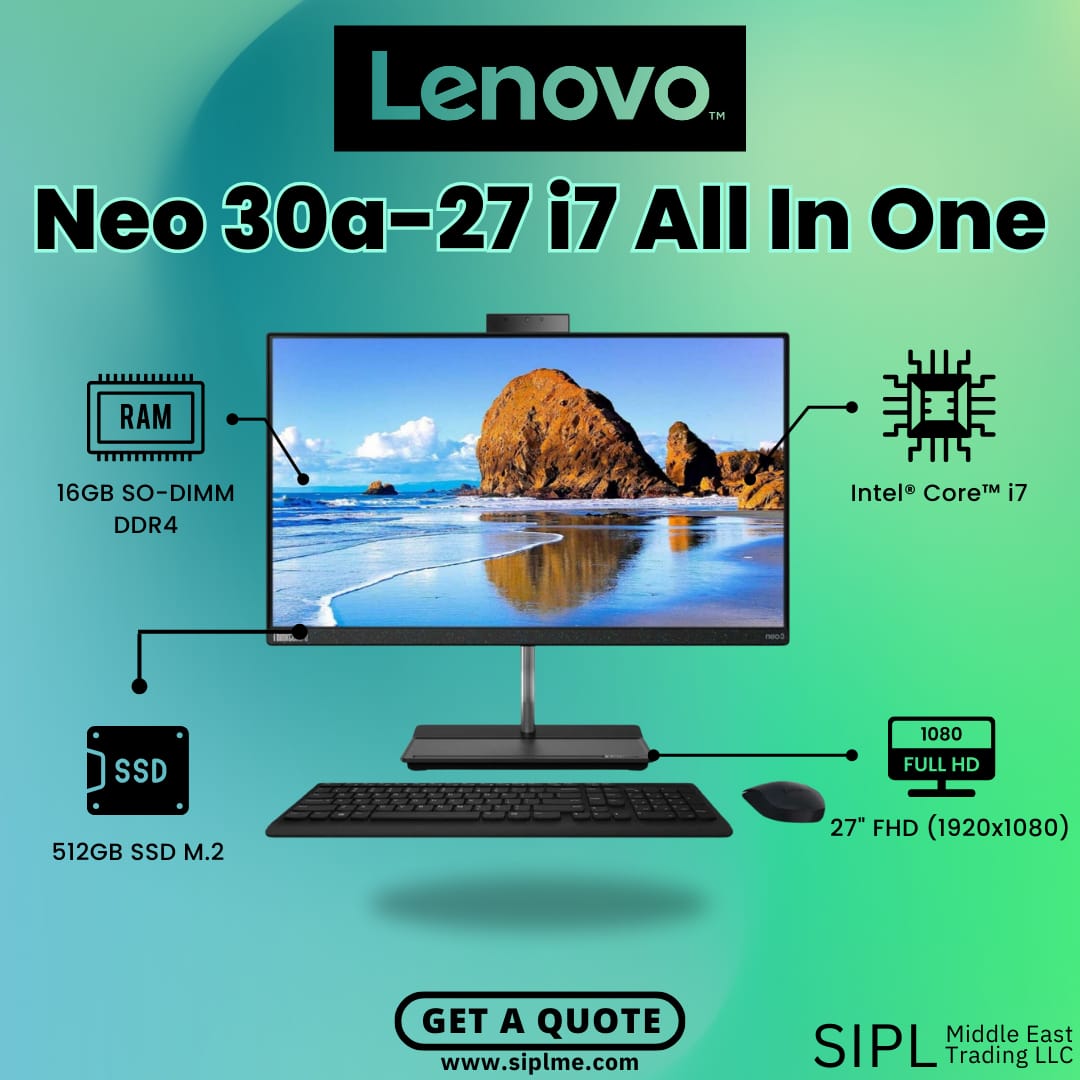 Lenovo™
Neo 30a-27 i7 All In One
RAM
16GB SO-DIMM
DDR4
Intel® Core™ i7
neo3
SSD
512GB SSD M.2
1080
FULL HD
27" FHD (1920x1080)
GET A QUOTE
www.siplme.com
SIPL
Middle East
Trading LLC